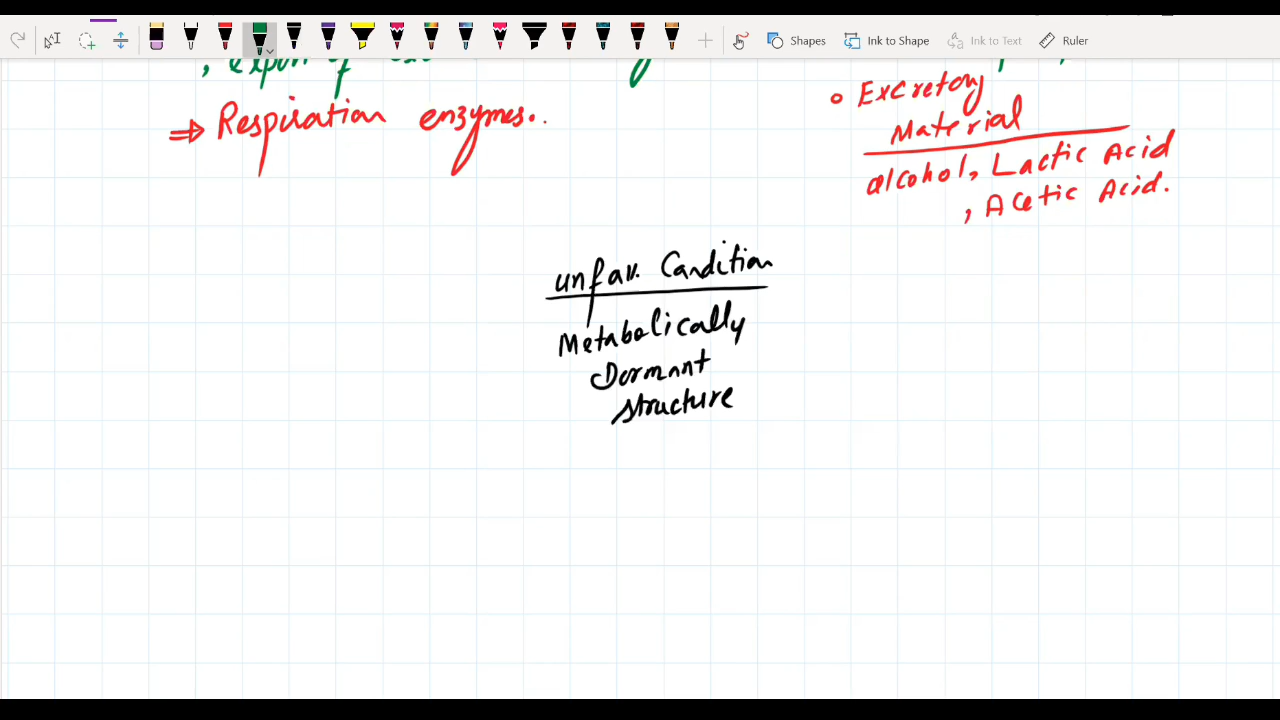 Shapes
Ink to Shape
Ink to Text
Ruler
⇒ Respiration enzymes.
• Excretory
Material
alcohol, Lactic Acid
, Acetic Acid.
unfav. Condition
Metabolically
Dormant
structure